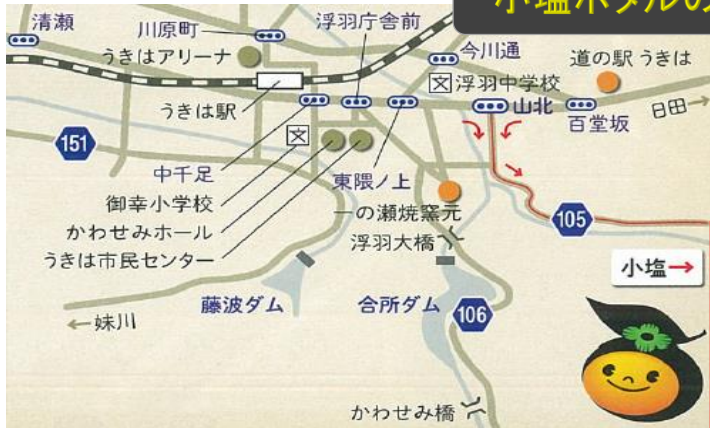 小塩ホタルの
清瀬
川原町
浮羽庁舎前
うきはアリーナ
今川通
道の駅 うきは
文
浮羽中学校
うきは駅
山北
百堂坂
日田→
151
文
中千足
東隈ノ上
御幸小学校
一の瀬焼窯元
かわせみホール
浮羽大橋
105
うきは市民センター
小塩→
藤波ダム
合所ダム
106
←妹川
かわせみ橋